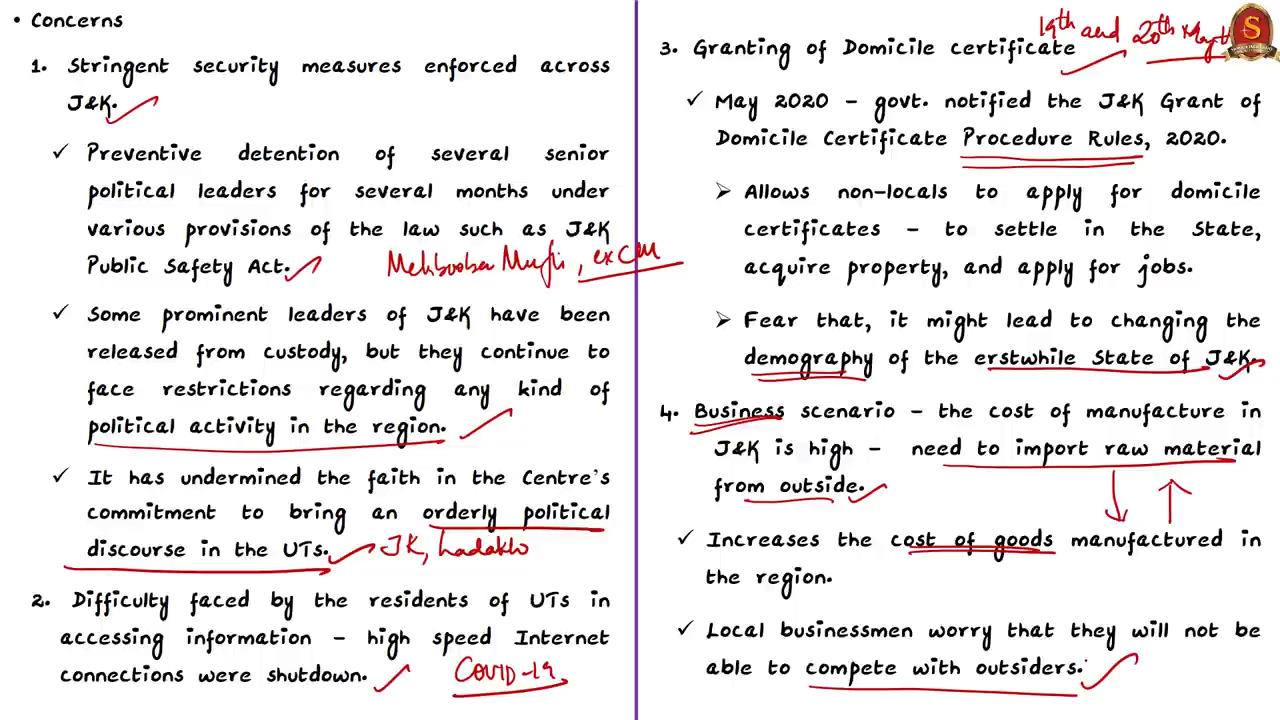 • Concerns
1. Stringent security measures enforced across
J&K.
✓ Preventive detention of several senior
political leaders for several months under
various provisions of the law such as J&K
Public Safety Act.
Mehbooba Mufti, ex CM
✓ Some prominent leaders of J&K have been
released from custody, but they continue to
face restrictions regarding any kind of
political activity in the region.
✓ It has undermined the faith in the Centre's
commitment to bring an orderly political
discourse in the UTs.
JK, Ladakh
2. Difficulty faced by the residents of UTs in
accessing information – high speed Internet
connections were shutdown.
COVID-19
19th and 20th
3. Granting of Domicile certificate
✓ May 2020 – govt. notified the J&K Grant of
Domicile Certificate Procedure Rules, 2020.
➢ Allows non-locals to apply for domicile
certificates – to settle in the State,
acquire property, and apply for jobs.
➢ Fear that, it might lead to changing the
demography of the erstwhile State of J&K.
4. Business scenario – the cost of manufacture in
J&K is high – need to import raw material
from outside.
✓ Increases the cost of goods manufactured in
the region.
✓ Local businessmen worry that they will not be
able to compete with outsiders.
S